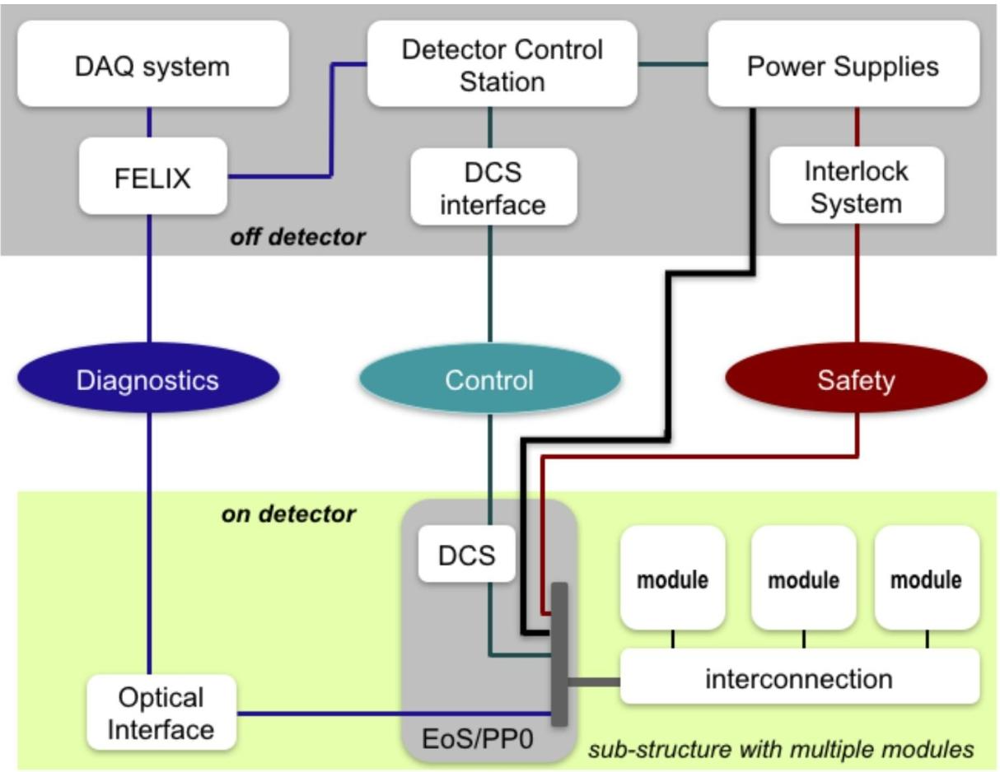 DAQ system
Detector Control
Station
Power Supplies
FELIX
DCS
interface
Interlock
System
off detector
Diagnostics
Control
Safety
on detector
DCS
module
module
module
interconnection
Optical
Interface
EoS/PP0
sub-structure with multiple modules